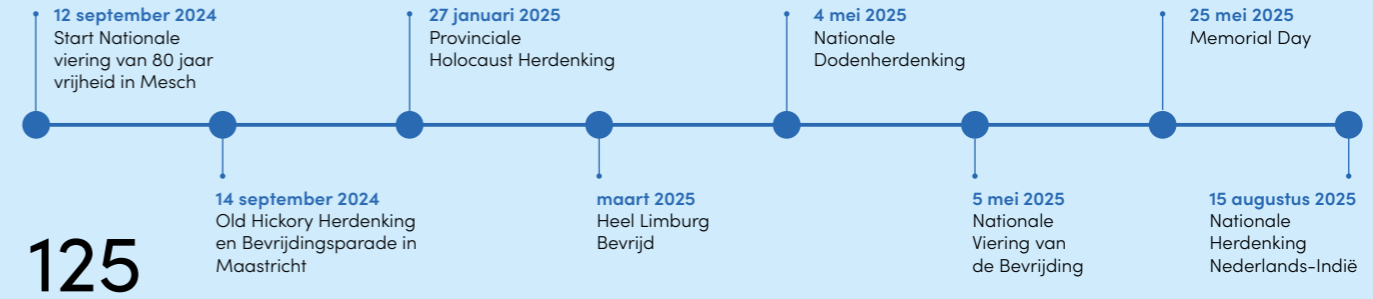 12 september 2024
Start Nationale
viering van 80 jaar
vrijheid in Mesch
14 september 2024
Old Hickory Herdenking
en Bevrijdingsparade in
Maastricht
27 januari 2025
Provinciale
Holocaust Herdenking
maart 2025
Heel Limburg
Bevrijd
4 mei 2025
Nationale
Dodenherdenking
5 mei 2025
Nationale
Viering van
de Bevrijding
25 mei 2025
Memorial Day
15 augustus 2025
Nationale
Herdenking
Nederlands-Indië
125